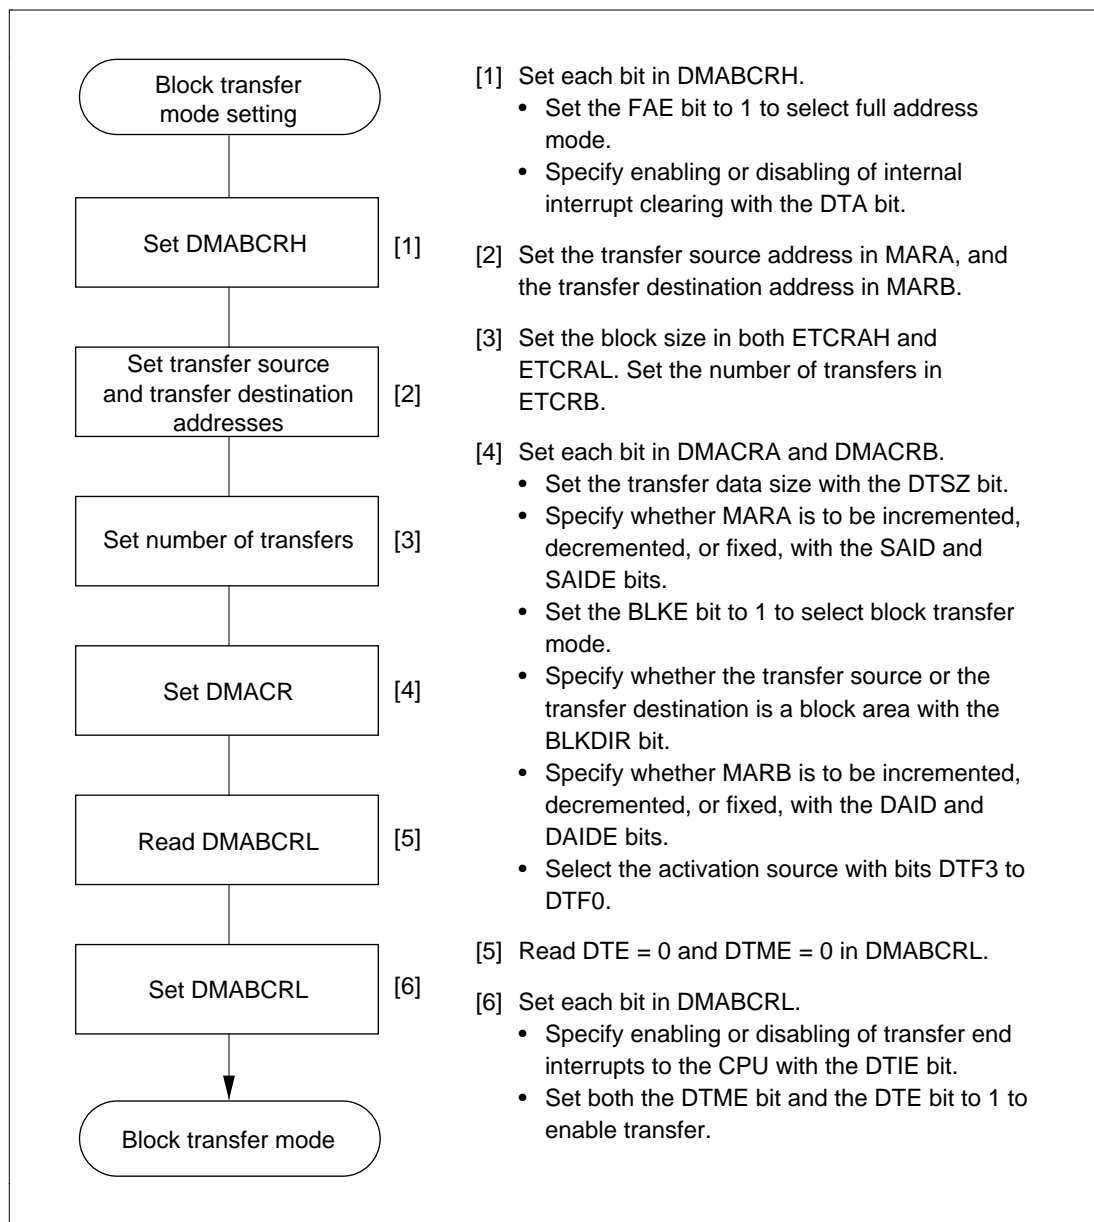 Block transfer
mode setting
Set DMABCRH
[1]
Set transfer source
and transfer destination
addresses
[2]
Set number of transfers
[3]
Set DMACR
[4]
Read DMABCRL
[5]
Set DMABCRL
[6]
Block transfer mode
[1] Set each bit in DMABCRH.
• Set the FAE bit to 1 to select full address
mode.
• Specify enabling or disabling of internal
interrupt clearing with the DTA bit.
[2] Set the transfer source address in MARA, and
the transfer destination address in MARB.
[3] Set the block size in both ETCRAH and
ETCRAL. Set the number of transfers in
ETCRB.
[4] Set each bit in DMACRA and DMACRB.
• Set the transfer data size with the DTSZ bit.
• Specify whether MARA is to be incremented,
decremented, or fixed, with the SAID and
SAIDE bits.
• Set the BLKE bit to 1 to select block transfer
mode.
• Specify whether the transfer source or the
transfer destination is a block area with the
BLKDIR bit.
• Specify whether MARB is to be incremented,
decremented, or fixed, with the DAID and
DAIDE bits.
• Select the activation source with bits DTF3 to
DTF0.
[5] Read DTE = 0 and DTME = 0 in DMABCRL.
[6] Set each bit in DMABCRL.
• Specify enabling or disabling of transfer end
interrupts to the CPU with the DTIE bit.
• Set both the DTME bit and the DTE bit to 1 to
enable transfer.